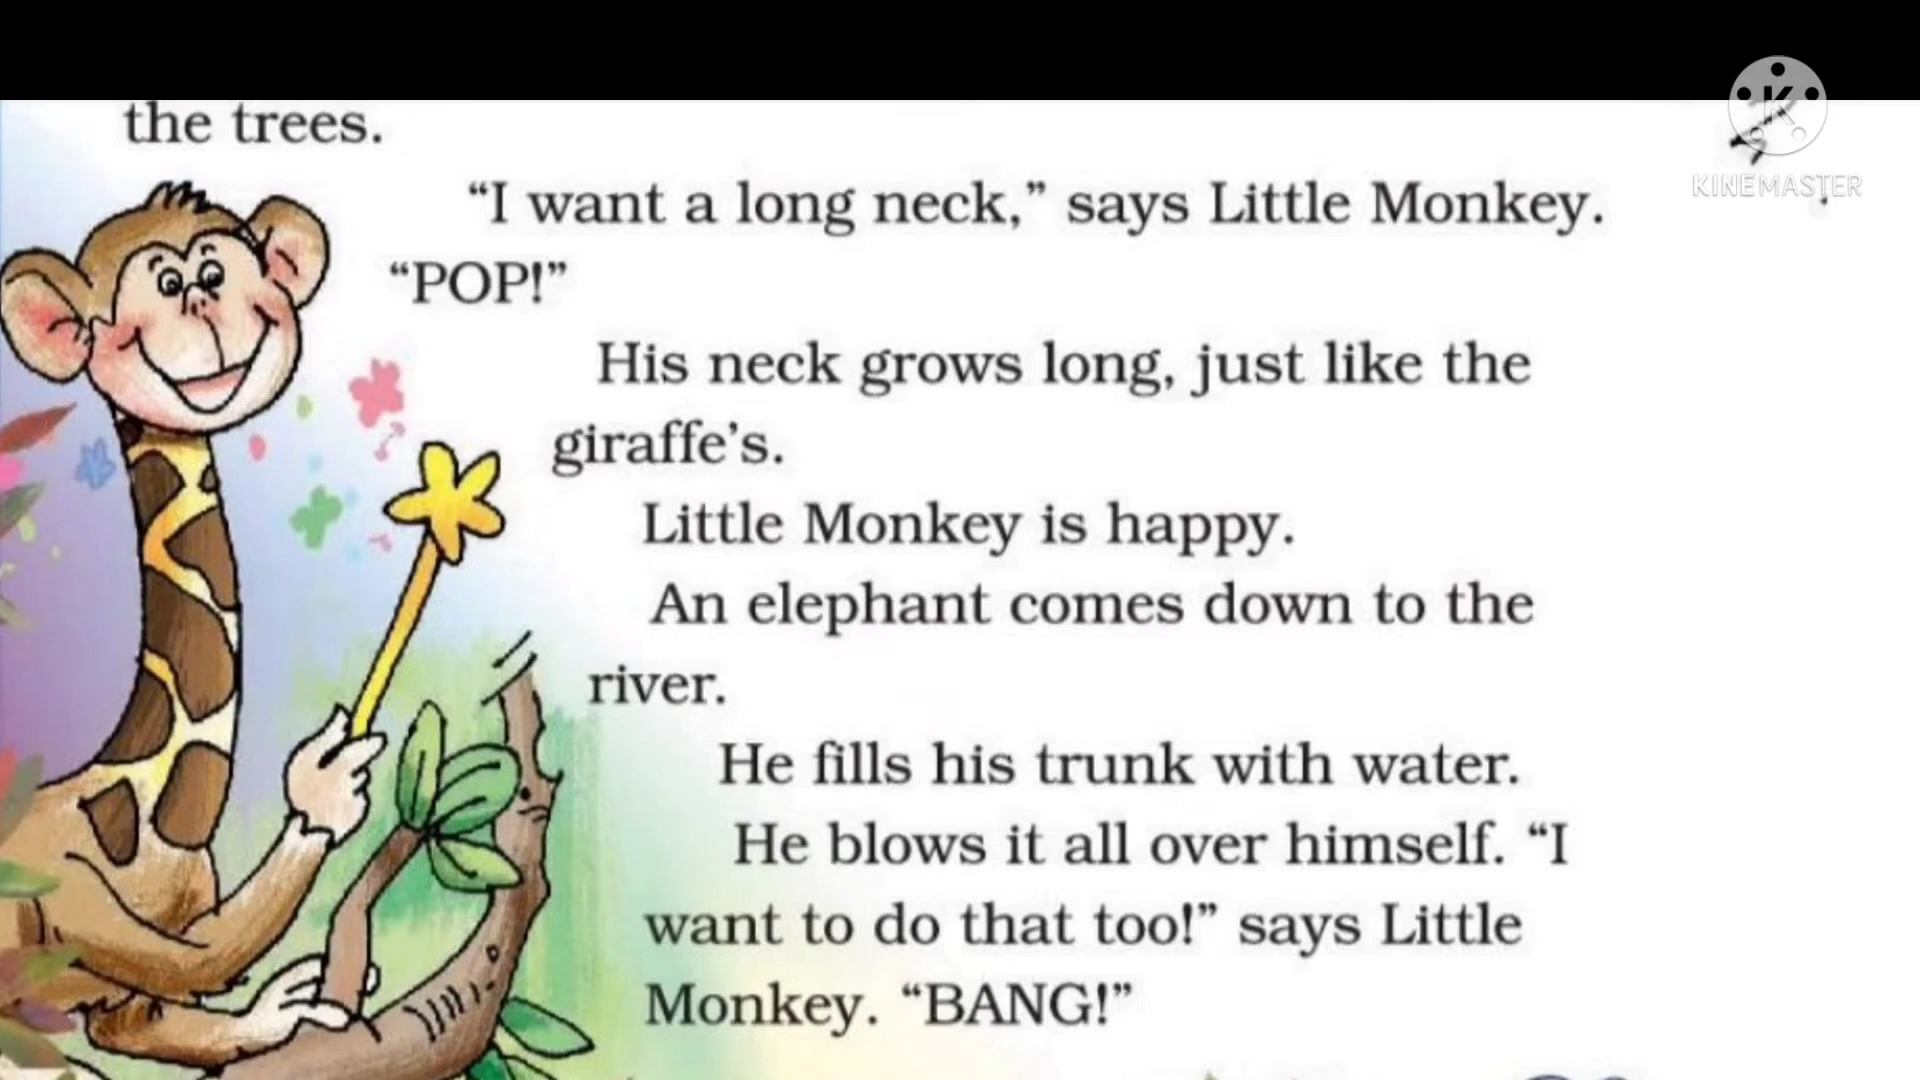 the trees.
KINEMASTER
“I want a long neck,” says Little Monkey.
“POP!”
His neck grows long, just like the
giraffe’s.
Little Monkey is happy.
An elephant comes down to the
river.
He fills his trunk with water.
He blows it all over himself. “I
want to do that too!” says Little
Monkey. “BANG!”